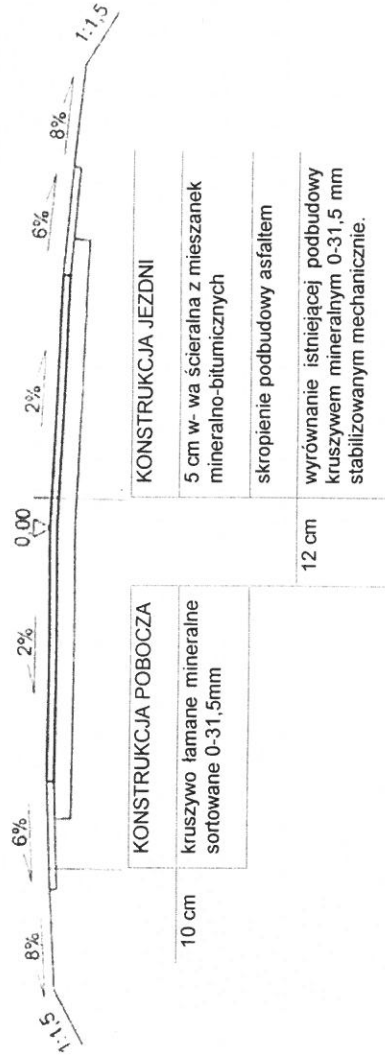 1:1,5
8%
6%
2%
0,00
2%
6%
8%
1:1,5
KONSTRUKCJA POBOCZA
10 cm
kruszywo łamane mineralne
sortowane 0-31,5mm
KONSTRUKCJA JEZDNI
5 cm w- wa ścieralna z mieszanek
mineralno-bitumicznych
skropienie podbudowy asfaltem
12 cm
wyrównanie istniejącej podbudowy
kruszywem mineralnym 0-31,5 mm
stabilizowanym mechanicznie.